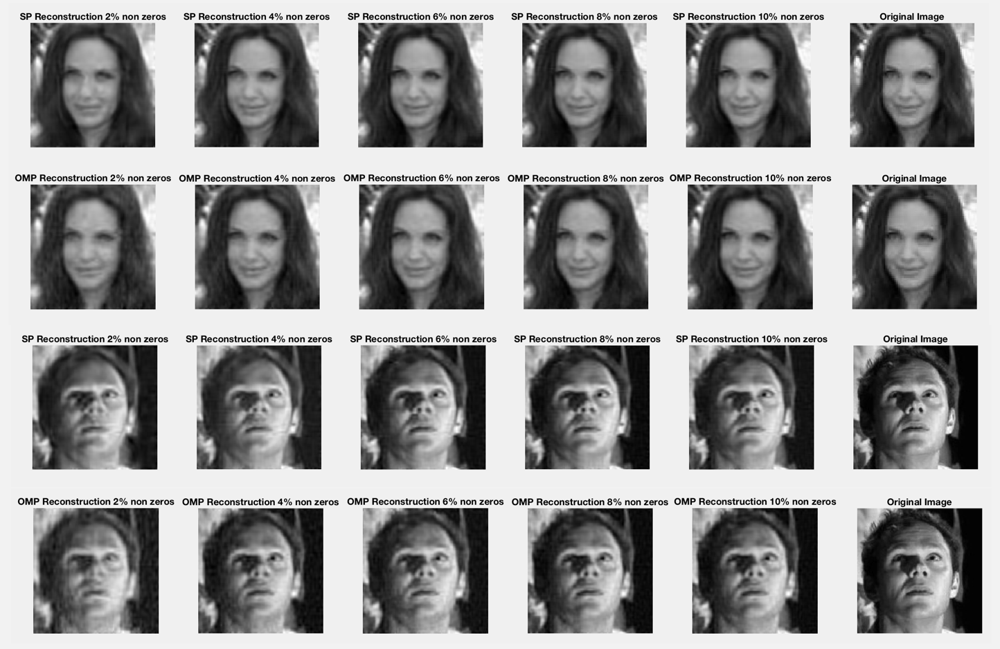 SP Reconstruction 2% non zeros
SP Reconstruction 4% non zeros
SP Reconstruction 6% non zeros
SP Reconstruction 8% non zeros
SP Reconstruction 10% non zeros
Original Image
OMP Reconstruction 2% non zeros
OMP Reconstruction 4% non zeros
OMP Reconstruction 6% non zeros
OMP Reconstruction 8% non zeros
OMP Reconstruction 10% non zeros
Original Image
SP Reconstruction 2% non zeros
SP Reconstruction 4% non zeros
SP Reconstruction 6% non zeros
SP Reconstruction 8% non zeros
SP Reconstruction 10% non zeros
Original Image
OMP Reconstruction 2% non zeros
OMP Reconstruction 4% non zeros
OMP Reconstruction 6% non zeros
OMP Reconstruction 8% non zeros
OMP Reconstruction 10% non zeros
Original Image